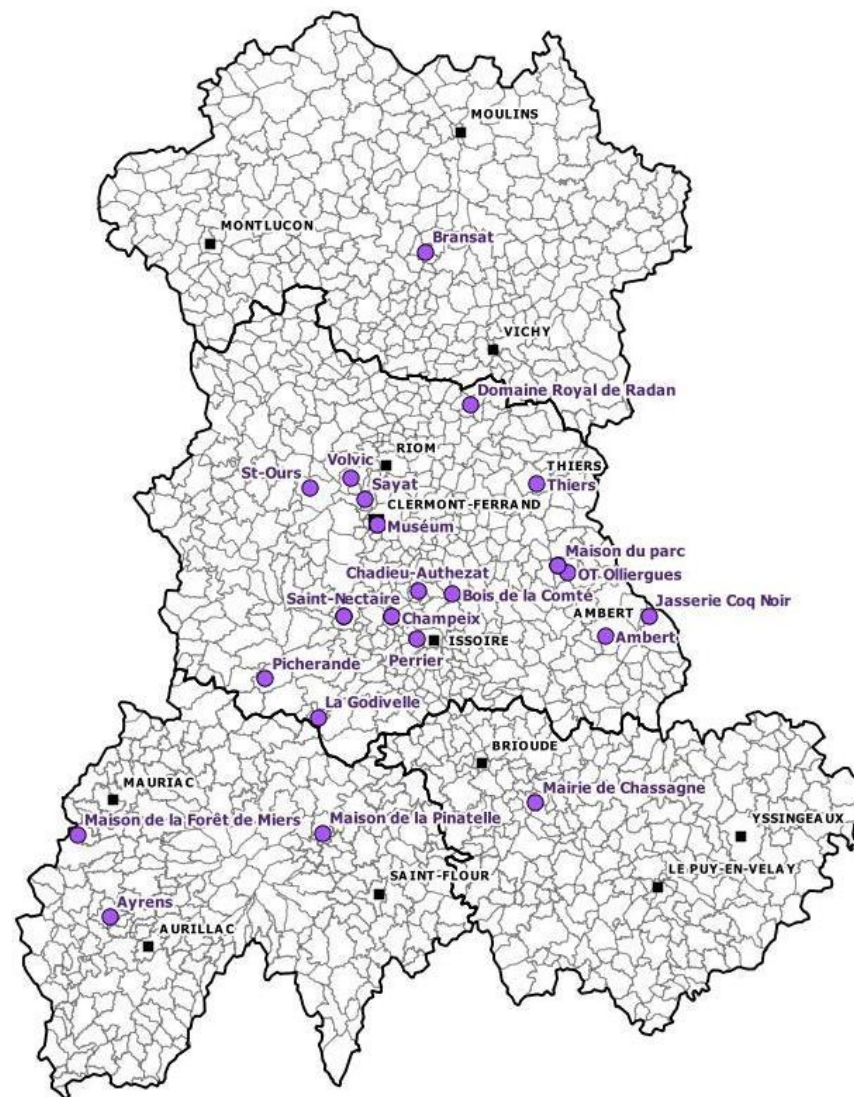 MOULINS
MONTLUCON
Bransat
VICHY
Domaine Royal de Radan
RIOM
THIERS
Volvic
St-Ours
Sayat
Thiers
CLERMONT-FERRAND
Muséum
Maison du parc
OT Olliergues
Chadieu-Authezat
Bois de la Comté
Saint-Nectaire
Jasserie Coq Noir
AMBERT
Champeix
Ambert
ISSOIRE
Perrier
Picherande
La Godivelle
BRIOUDE
MAURIAC
Mairie de Chassagne
Maison de la Forêt de Miers
Maison de la Pinatelle
YSSINGEAUX
SAINT-FLOUR
LE PUY-EN-VELAY
Ayrens
AURILLAC